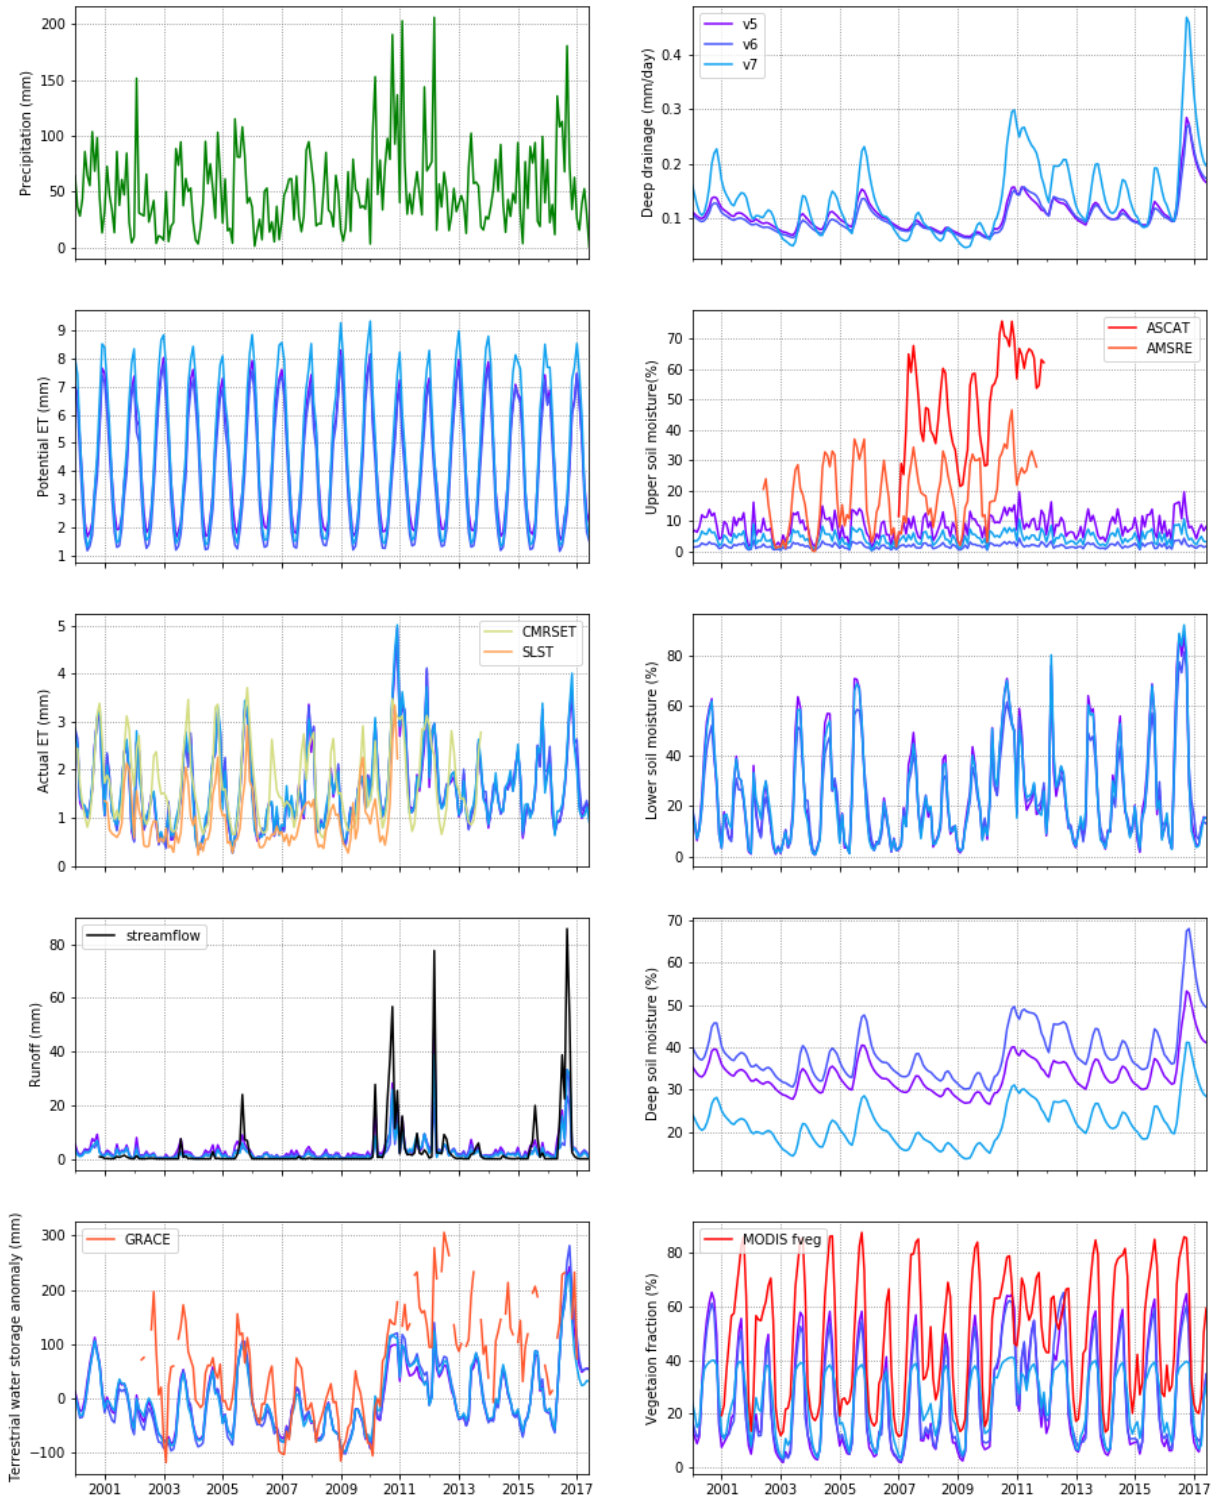 Precipitation (mm)
200
150
100
50
0
Deep drainage (mm/day)
0.4
0.3
0.2
0.1
v5
v6
v7
Potential ET (mm)
9
8
7
6
5
4
3
2
1
Upper soil moisture(%)
70
60
50
40
30
20
10
0
ASCAT
AMSRE
Actual ET (mm)
5
4
3
2
1
0
CMRSET
SLST
Lower soil moisture (%)
80
60
40
20
0
Runoff (mm)
80
60
40
20
0
streamflow
Deep soil moisture (%)
70
60
50
40
30
20
Terrestrial water storage anomaly (mm)
300
200
100
0
−100
GRACE
2001 2003 2005 2007 2009 2011 2013 2015 2017
Vegetaion fraction (%)
80
60
40
20
0
MODIS fveg
2001 2003 2005 2007 2009 2011 2013 2015 2017